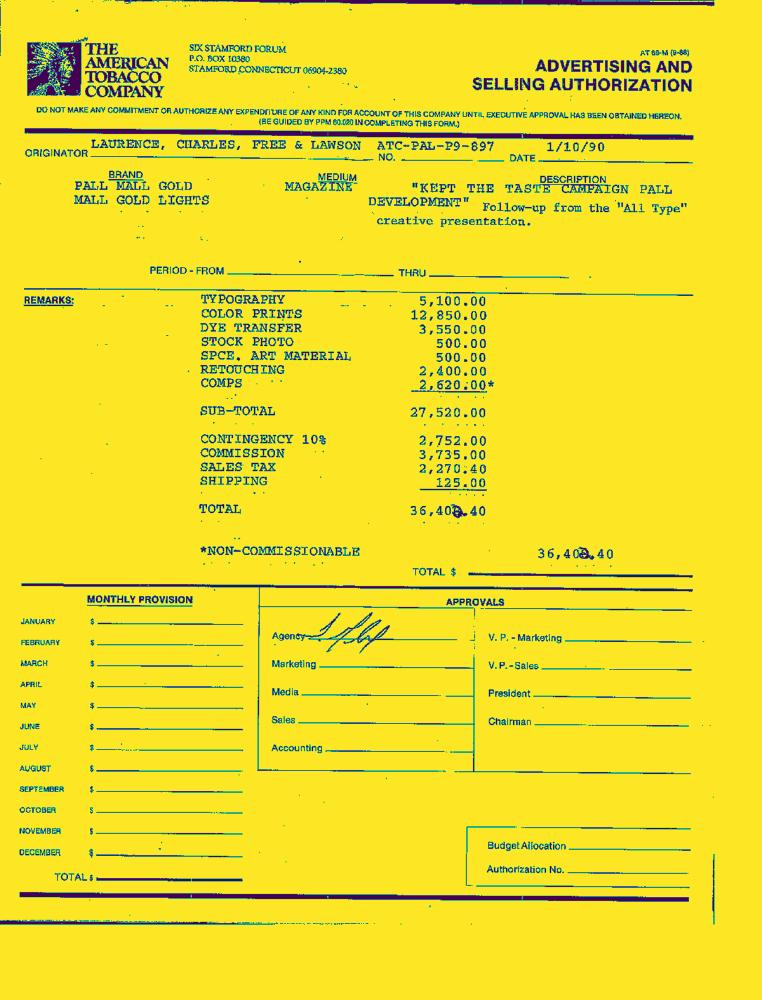 THE
AMERICAN
TOBACCO
COMPANY
SIX STAMFORD FORUM
P.O. BOX 10380
STAMFORD, CONNECTICUT 06904-2380
AT 60-M (9-88)
ADVERTISING AND
SELLING AUTHORIZATION
DO NOT MAKE ANY COMMITMENT OR AUTHORIZE ANY EXPENDITURE OF ANY KIND FOR ACCOUNT OF THIS COMPANY UNTIL EXECUTIVE APPROVAL HAS BEEN OBTAINED HEREON.
(BE GUIDED BY PPM 60.020 IN COMPLETING THIS FORM.)
ORIGINATOR LAURENCE, CHARLES, FREE & LAWSON NO. ATC-PAL-P9-897 DATE 1/10/90
BRAND MEDIUM DESCRIPTION
PALL MALL GOLD MAGAZINE "KEPT THE TASTE CAMPAIGN PALL
MALL GOLD LIGHTS DEVELOPMENT" Follow-up from the "All Type"
creative presentation.
PERIOD - FROM THRU
REMARKS: TYPOGRAPHY 5,100.00
COLOR PRINTS 12,850.00
DYE TRANSFER 3,550.00
STOCK PHOTO 500.00
SPCE. ART MATERIAL 500.00
RETOUCHING 2,400.00
COMPS 2,620.00*
SUB-TOTAL 27,520.00
CONTINGENCY 10% 2,752.00
COMMISSION 3,735.00
SALES TAX 2,270.40
SHIPPING 125.00
TOTAL
*NON-COMMISSIONABLE
TOTAL $
MONTHLY PROVISION APPROVALS
JANUARY $
FEBRUARY $
MARCH $
APRIL $
MAY $
JUNE $
JULY $
AUGUST $
SEPTEMBER $
OCTOBER $
NOVEMBER $
DECEMBER $
TOTAL $
Agency
Marketing
Media
Sales
Accounting
V. P. - Marketing
V. P. - Sales
President
Chairman
Budget Allocation
Authorization No.